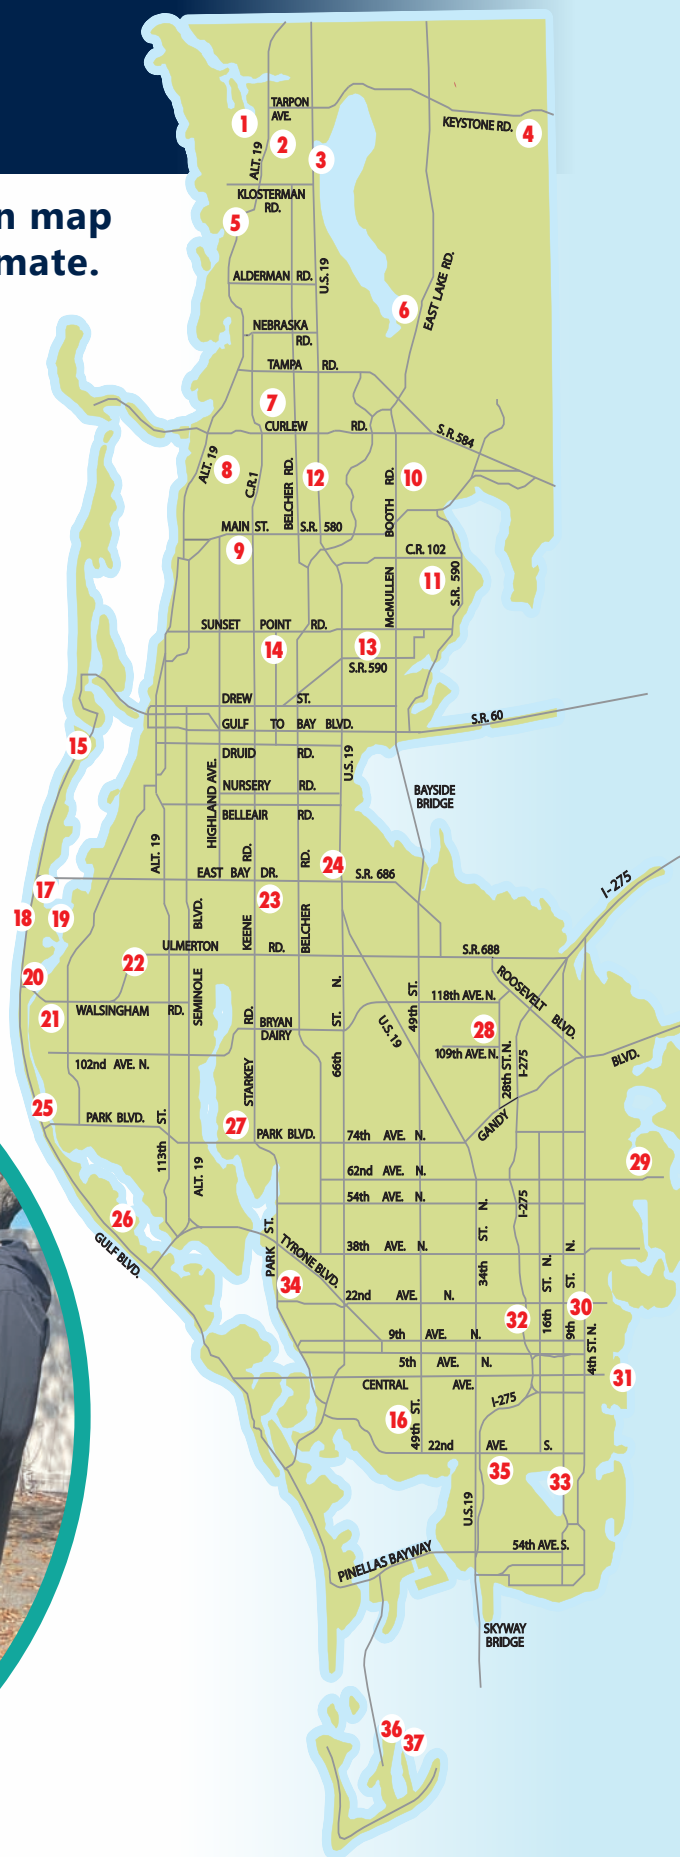 TARPON
AVE.
1
KEYSTONE RD.
4
2
ALT. 19
3
n map
KLOSTERMAN
RD.
5
mate.
ALDERMAN RD.
U.S. 19
EAST LAKE RD.
6
NEBRASKA
RD.
TAMPA RD.
7
CURLEW RD.
S.R. 584
ALT. 19
8
C.R.1
BELCHER RD.
12
BOOTH RD.
10
MAIN ST.
S.R. 580
9
C.R. 102
McMULLEN
11
S.R. 590
SUNSET POINT RD.
14
13
S.R. 590
DREW ST.
S.R. 60
GULF TO BAY BLVD.
15
DRUID RD.
U.S. 19
HIGHLAND AVE.
NURSERY RD.
BAYSIDE
BRIDGE
BELLEAIR RD.
ALT. 19
KEENE RD.
BELCHER RD.
24
EAST BAY DR.
S.R. 686
I-275
17
23
18
19
SEMINOLE BLVD.
ULMERTON RD.
S.R. 688
22
20
ROOSEVELT BLVD.
118th AVE. N.
49th ST.
WALSINGHAM RD.
21
STARKEY RD.
BRYAN
DAIRY
66th ST. N.
U.S. 19
28
109th AVE. N.
28th ST. N.
I-275
BLVD.
102nd AVE. N.
25
PARK BLVD.
113th ST.
27
PARK BLVD.
74th AVE. N.
GANDY
ALT. 19
62nd AVE. N.
29
54th AVE. N.
I-275
26
34th ST. N.
GULF BLVD.
PARK ST.
TYRONE BLVD.
38th AVE. N.
34
22nd AVE. N.
16th ST. N.
9th ST. N.
30
32
9th AVE. N.
4th ST. N.
5th AVE. N.
31
CENTRAL AVE.
I-275
16
49th ST.
22nd AVE. S.
35
33
U.S.19
54th AVE. S.
PINELLAS BAYWAY
SKYWAY
BRIDGE
36
37